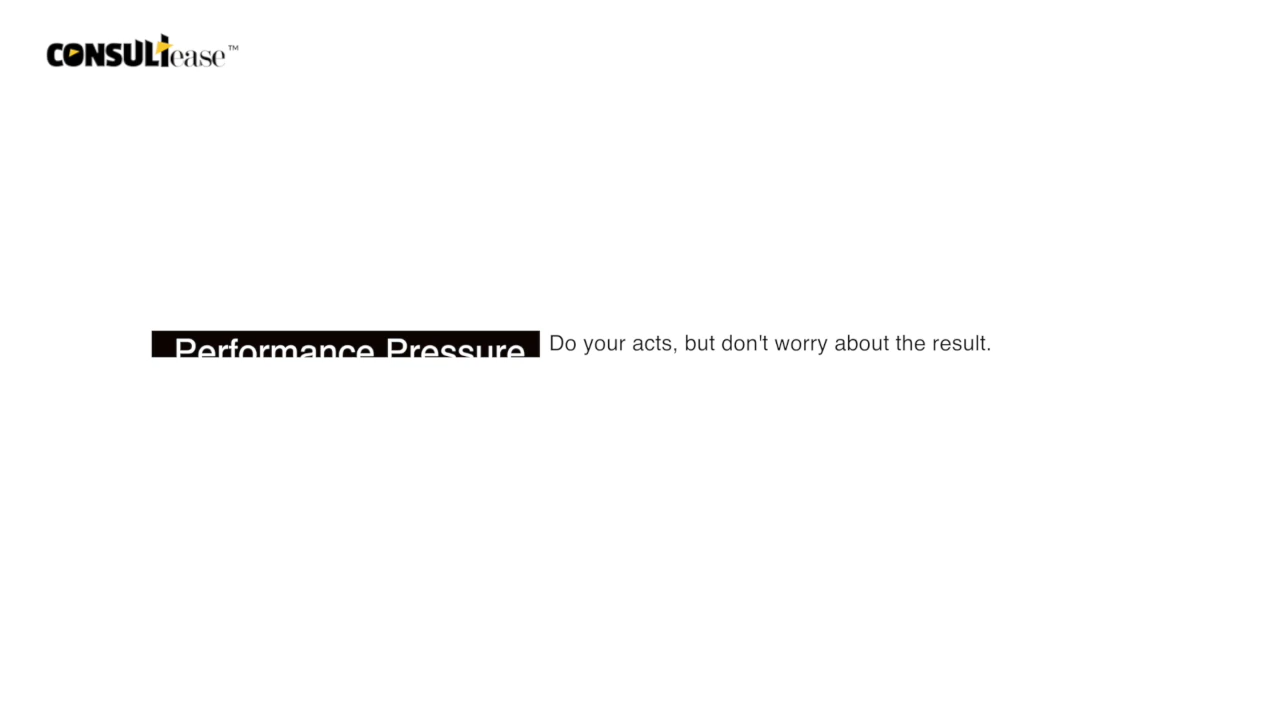 CONSULTease™
Performance Pressure Do your acts, but don't worry about the result.